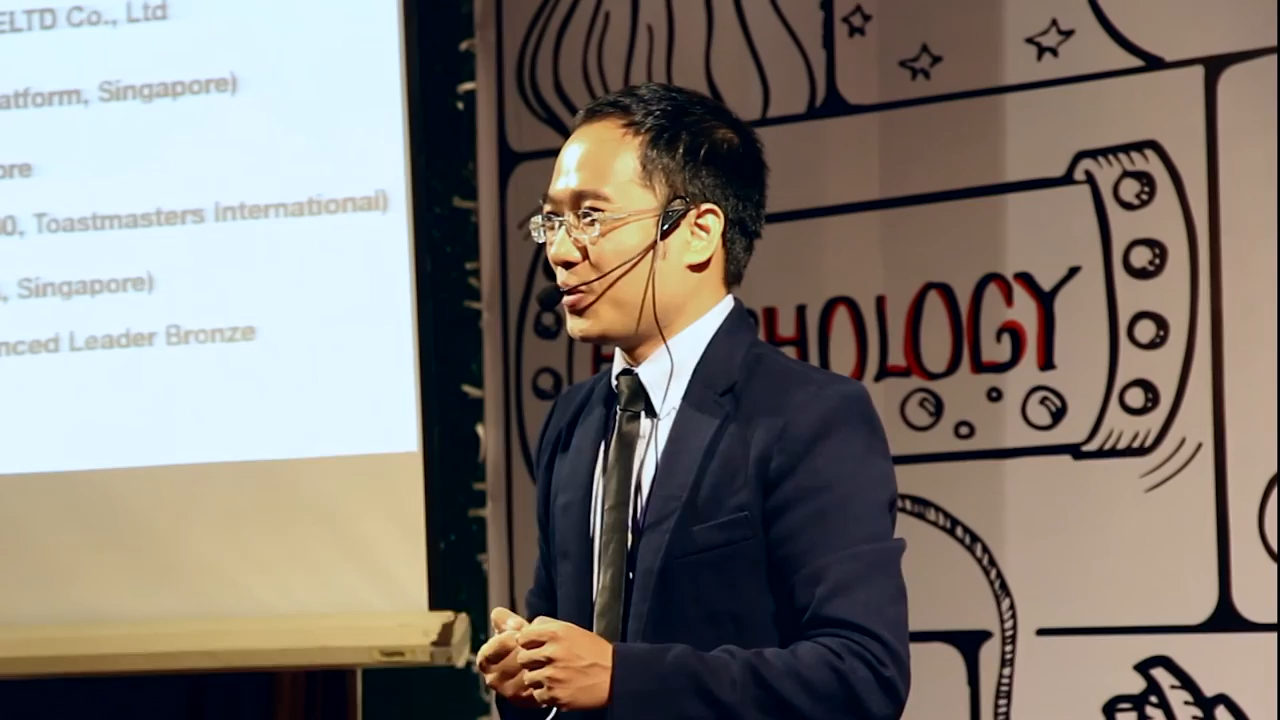 ELTD Co., Ltd
atform, Singapore)
ore
0, Toastmasters International)
, Singapore)
nced Leader Bronze
HOLOGY